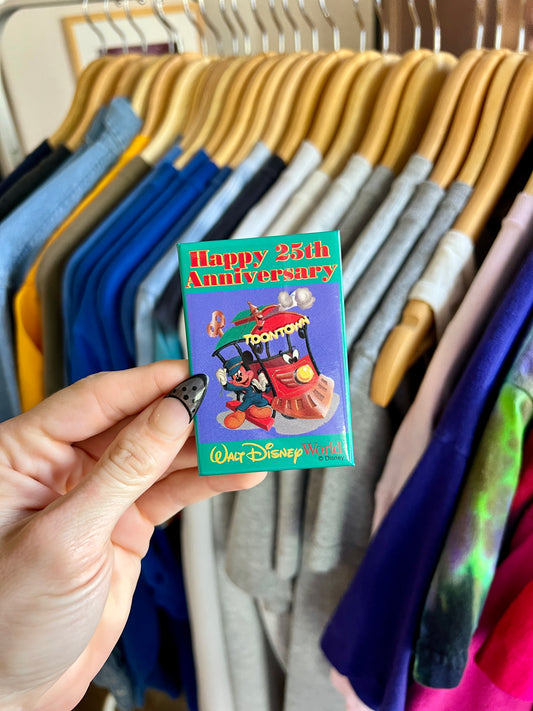 Happy 25th
Anniversary
TOONTOWN
WALT DISNEY World
© Disney